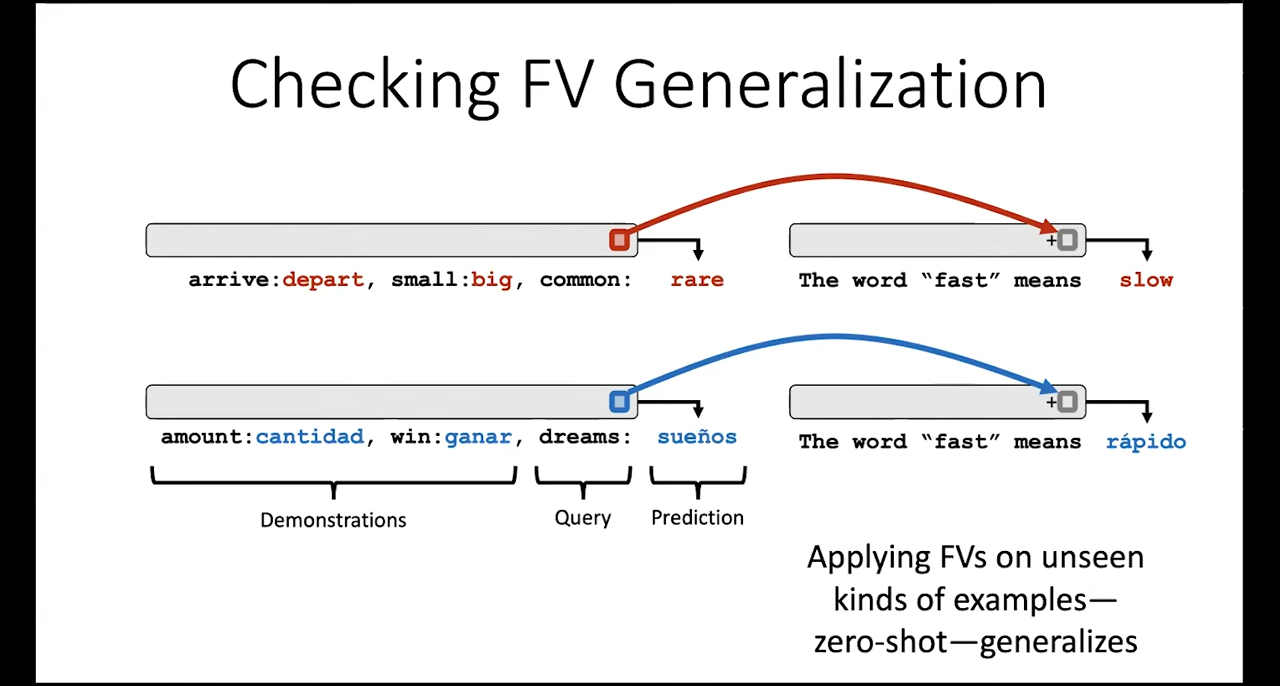 Checking FV Generalization
arrive:depart, small:big, common: rare
+
The word “fast” means slow
amount:cantidad, win:ganar, dreams: sueños
+
The word “fast” means rápido
Demonstrations
Query
Prediction
Applying FVs on unseen
kinds of examples—
zero-shot—generalizes